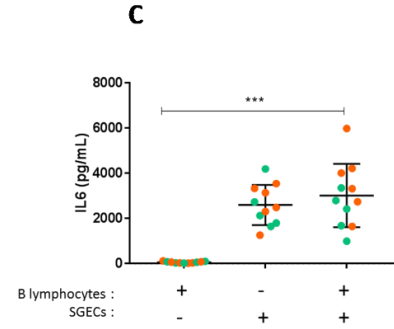 C
***
8000
6000
4000
2000
0
IL6 (pg/mL)
B lymphocytes : + - +
SGECs : - + +